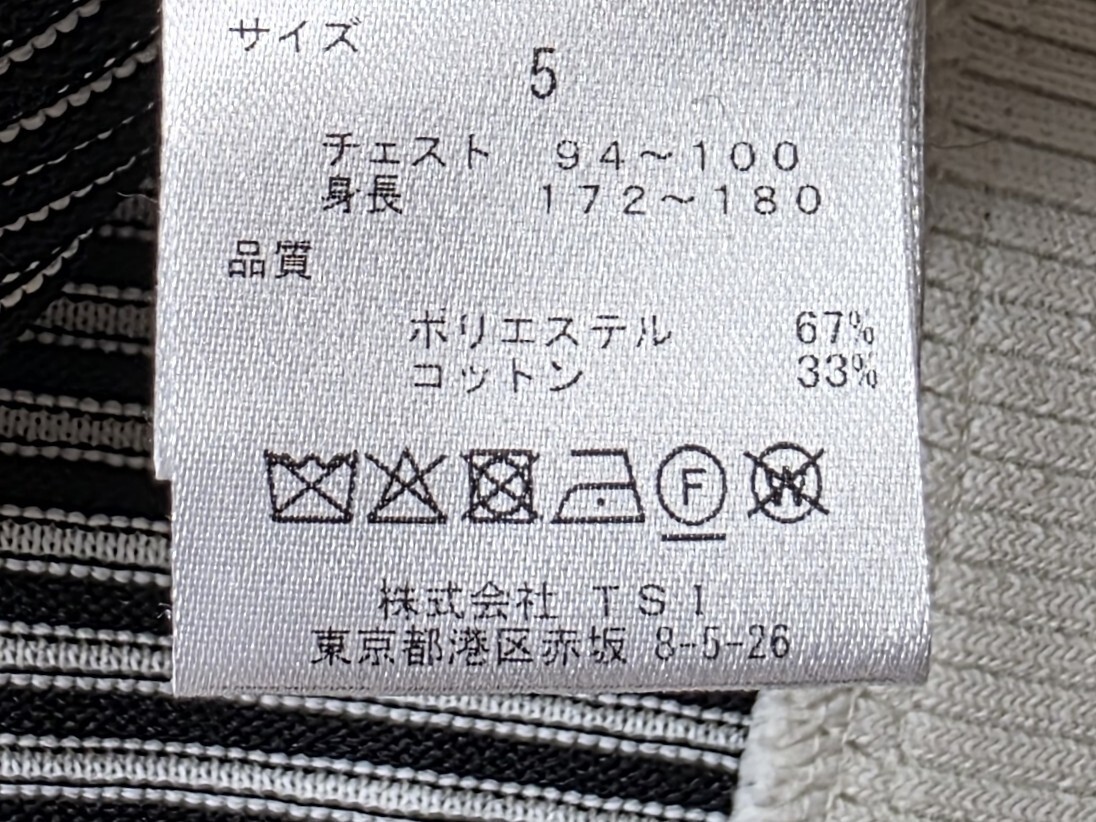 サイズ
5
チェスト 94～100
身長 172～180
品質
ポリエステル 67%
コットン 33%
F W
株式会社 TSI
東京都港区赤坂 8-5-26